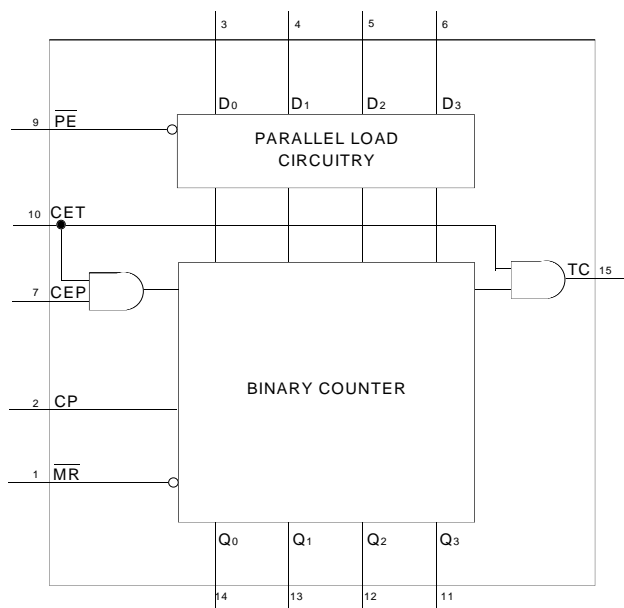 3 4 5 6
D0 D1 D2 D3
9 PE
PARALLEL LOAD
CIRCUITRY
10 CET
TC 15
7 CEP
BINARY COUNTER
2 CP
1 MR
Q0 Q1 Q2 Q3
14 13 12 11